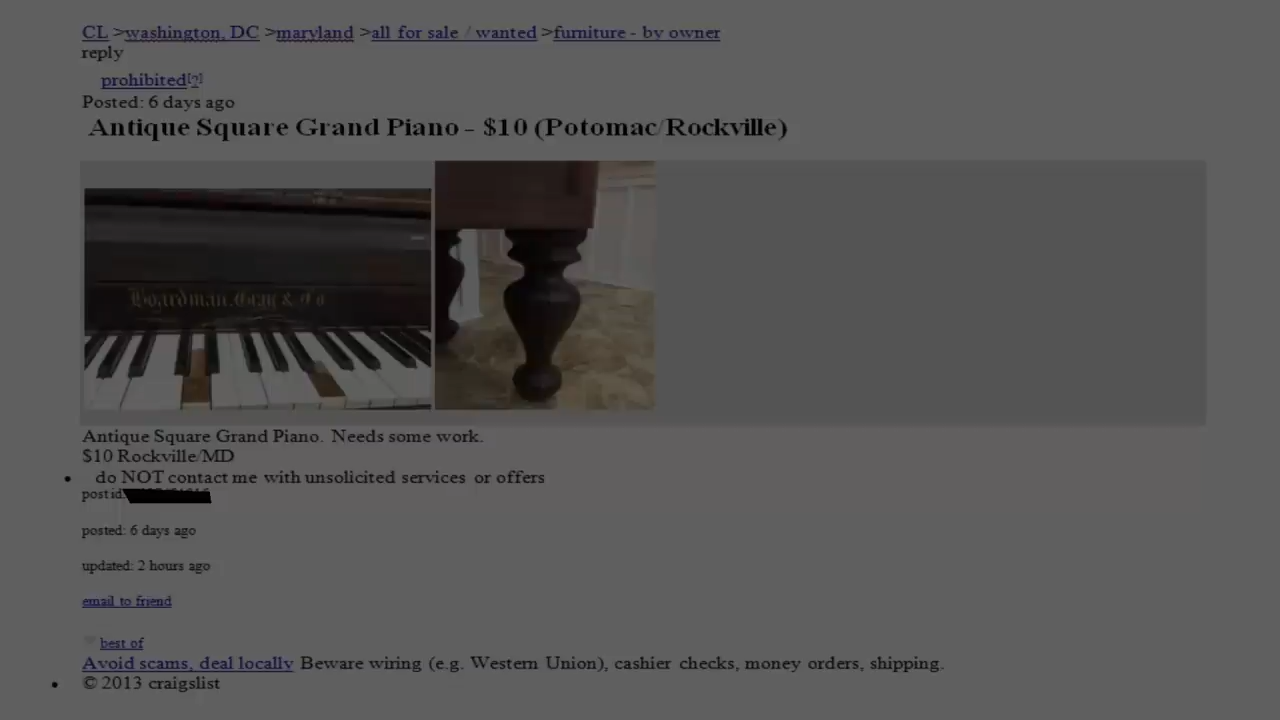 CL >washington, DC >maryland >all for sale / wanted >furniture - by owner
reply
prohibited[?]
Posted: 6 days ago
Antique Square Grand Piano - $10 (Potomac/Rockville)
Boardman, Gray & Co
Antique Square Grand Piano. Needs some work.
$10 Rockville/MD
• do NOT contact me with unsolicited services or offers
post id:
posted: 6 days ago
updated: 2 hours ago
email to friend
best of
Avoid scams, deal locally Beware wiring (e.g. Western Union), cashier checks, money orders, shipping.
• © 2013 craigslist